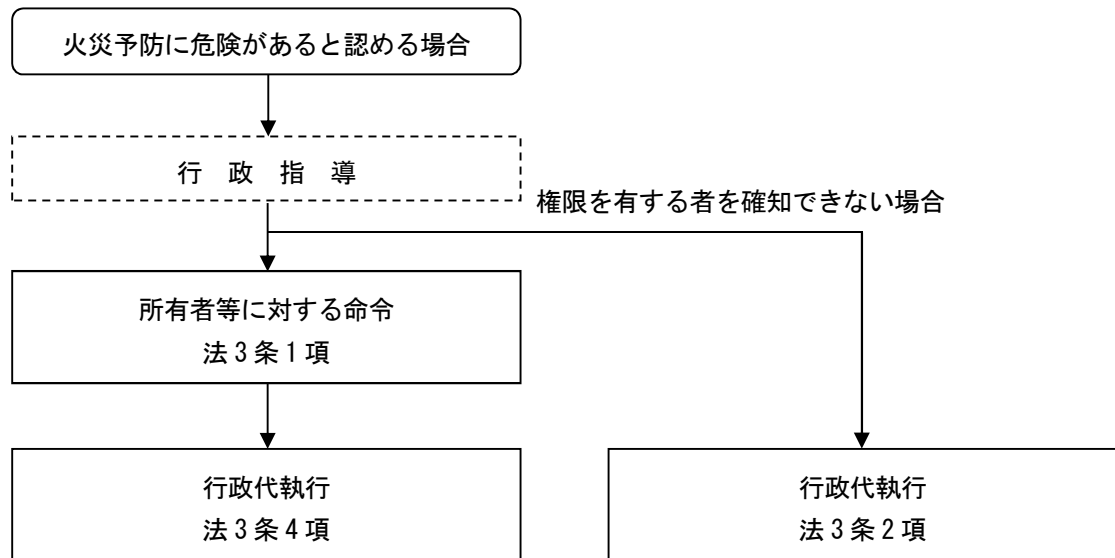 火災予防に危険があると認める場合
行　政　指　導
権限を有する者を確知できない場合
所有者等に対する命令
法３条１項
行政代執行
法３条４項
行政代執行
法３条２項